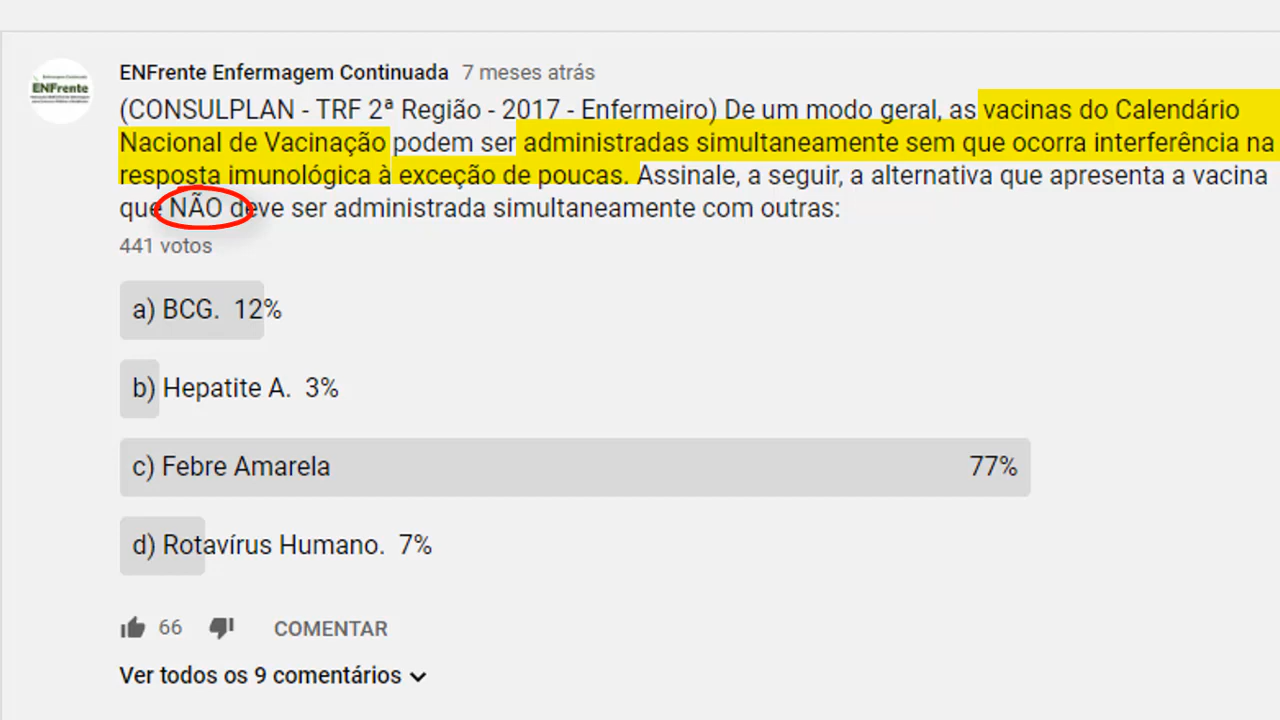 ENFrente Enfermagem Continuada 7 meses atrás
ENFrente
(CONSULPLAN - TRF 2ª Região - 2017 - Enfermeiro) De um modo geral, as vacinas do Calendário
Nacional de Vacinação podem ser administradas simultaneamente sem que ocorra interferência na
resposta imunológica à exceção de poucas. Assinale, a seguir, a alternativa que apresenta a vacina
que NÃO deve ser administrada simultaneamente com outras:
441 votos
a) BCG. 12%
b) Hepatite A. 3%
c) Febre Amarela 77%
d) Rotavírus Humano. 7%
66 COMENTAR
Ver todos os 9 comentários